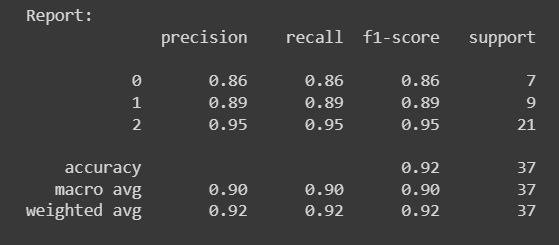 Report:
precision recall f1-score support
0 0.86 0.86 0.86 7
1 0.89 0.89 0.89 9
2 0.95 0.95 0.95 21
accuracy 0.92 37
macro avg 0.90 0.90 0.90 37
weighted avg 0.92 0.92 0.92 37